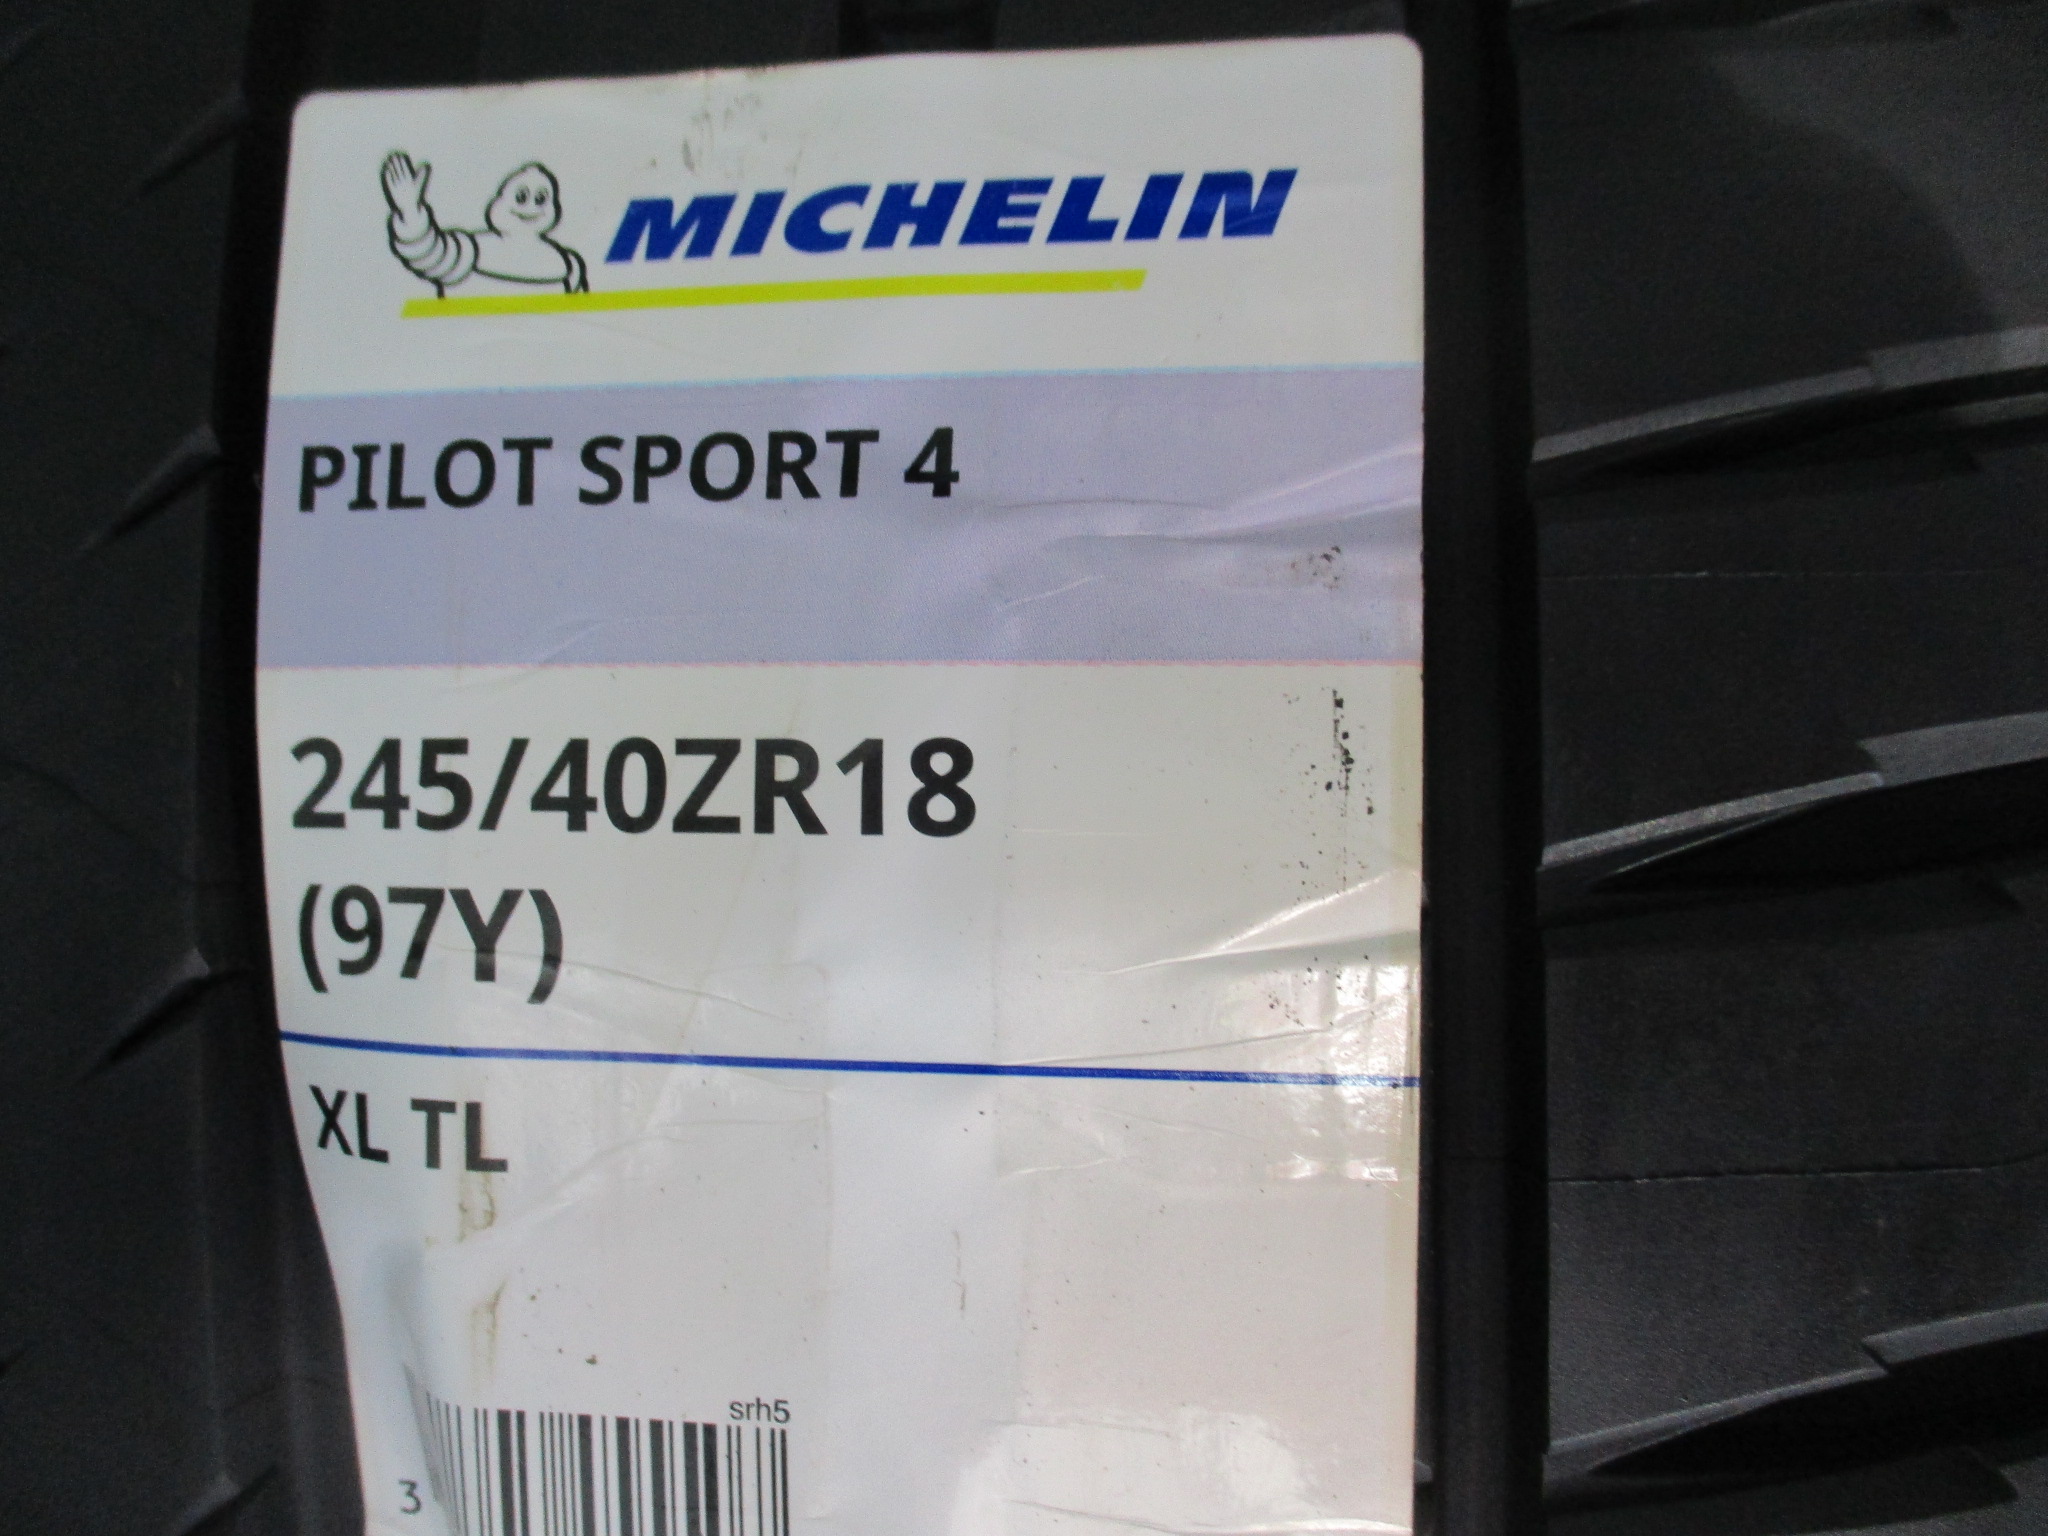 MICHELIN
PILOT SPORT 4
245/40ZR18
(97Y)
XL TL
srh5
3